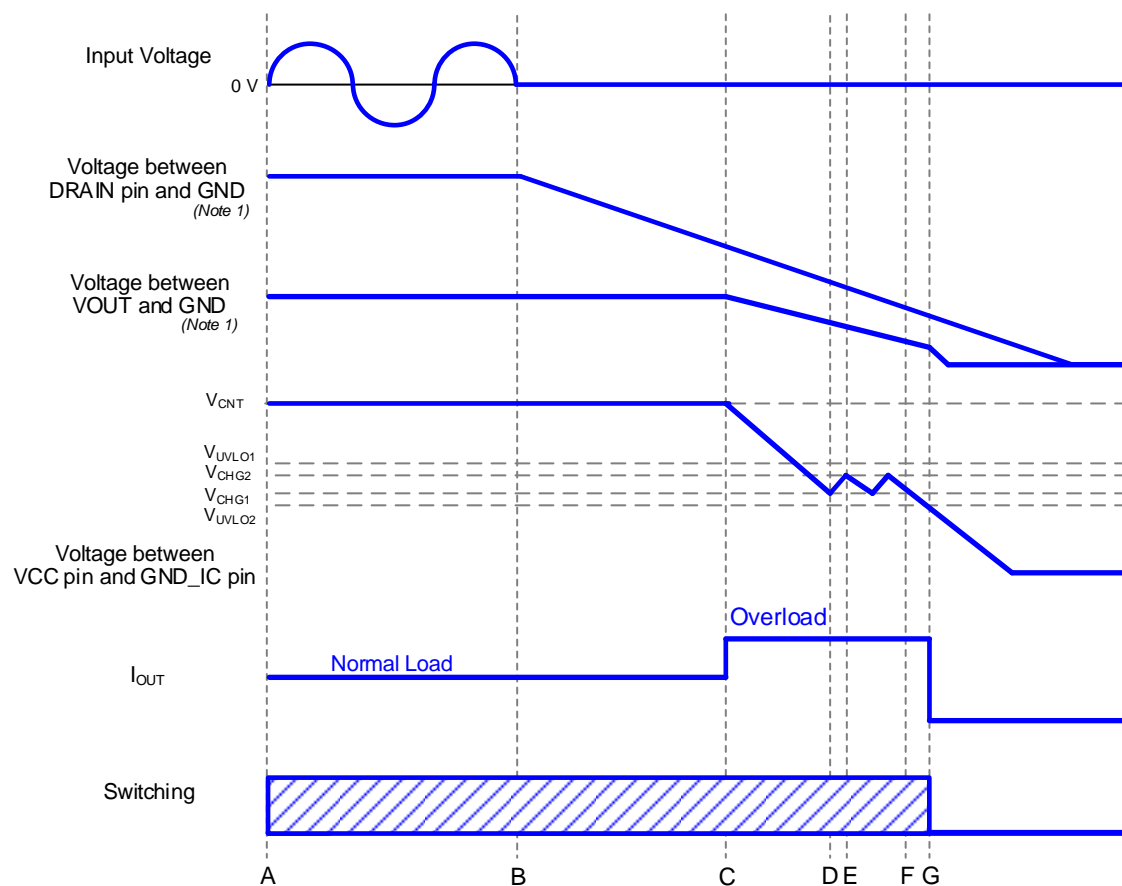 Input Voltage
0 V
Voltage between
DRAIN pin and GND
(Note 1)
Voltage between
VOUT and GND
(Note 1)
VCNT
VUVLO1
VCHG2
VCHG1
VUVLO2
Voltage between
VCC pin and GND_IC pin
Overload
Normal Load
IOUT
Switching
A B C D E F G